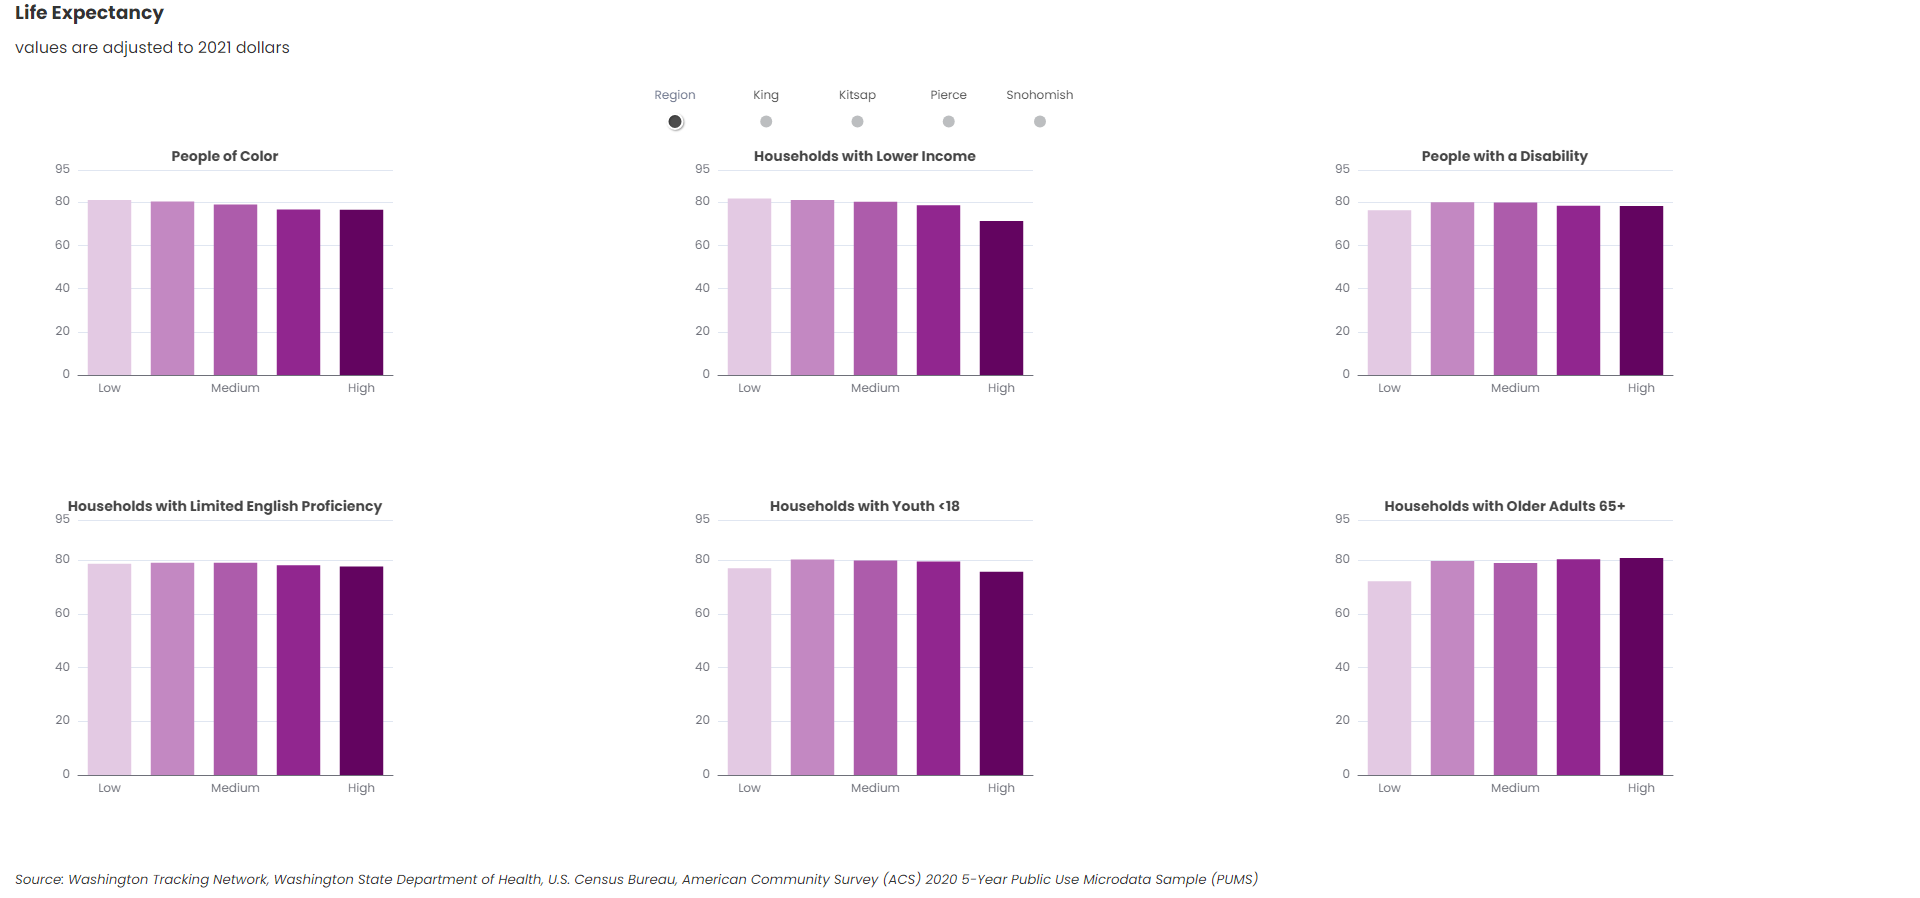 Life Expectancy
values are adjusted to 2021 dollars
Region King Kitsap Pierce Snohomish
People of Color
95
80
60
40
20
0
Low Medium High
Households with Lower Income
95
80
60
40
20
0
Low Medium High
People with a Disability
95
80
60
40
20
0
Low Medium High
Households with Limited English Proficiency
95
80
60
40
20
0
Low Medium High
Households with Youth <18
95
80
60
40
20
0
Low Medium High
Households with Older Adults 65+
95
80
60
40
20
0
Low Medium High
Source: Washington Tracking Network, Washington State Department of Health, U.S. Census Bureau, American Community Survey (ACS) 2020 5-Year Public Use Microdata Sample (PUMS)